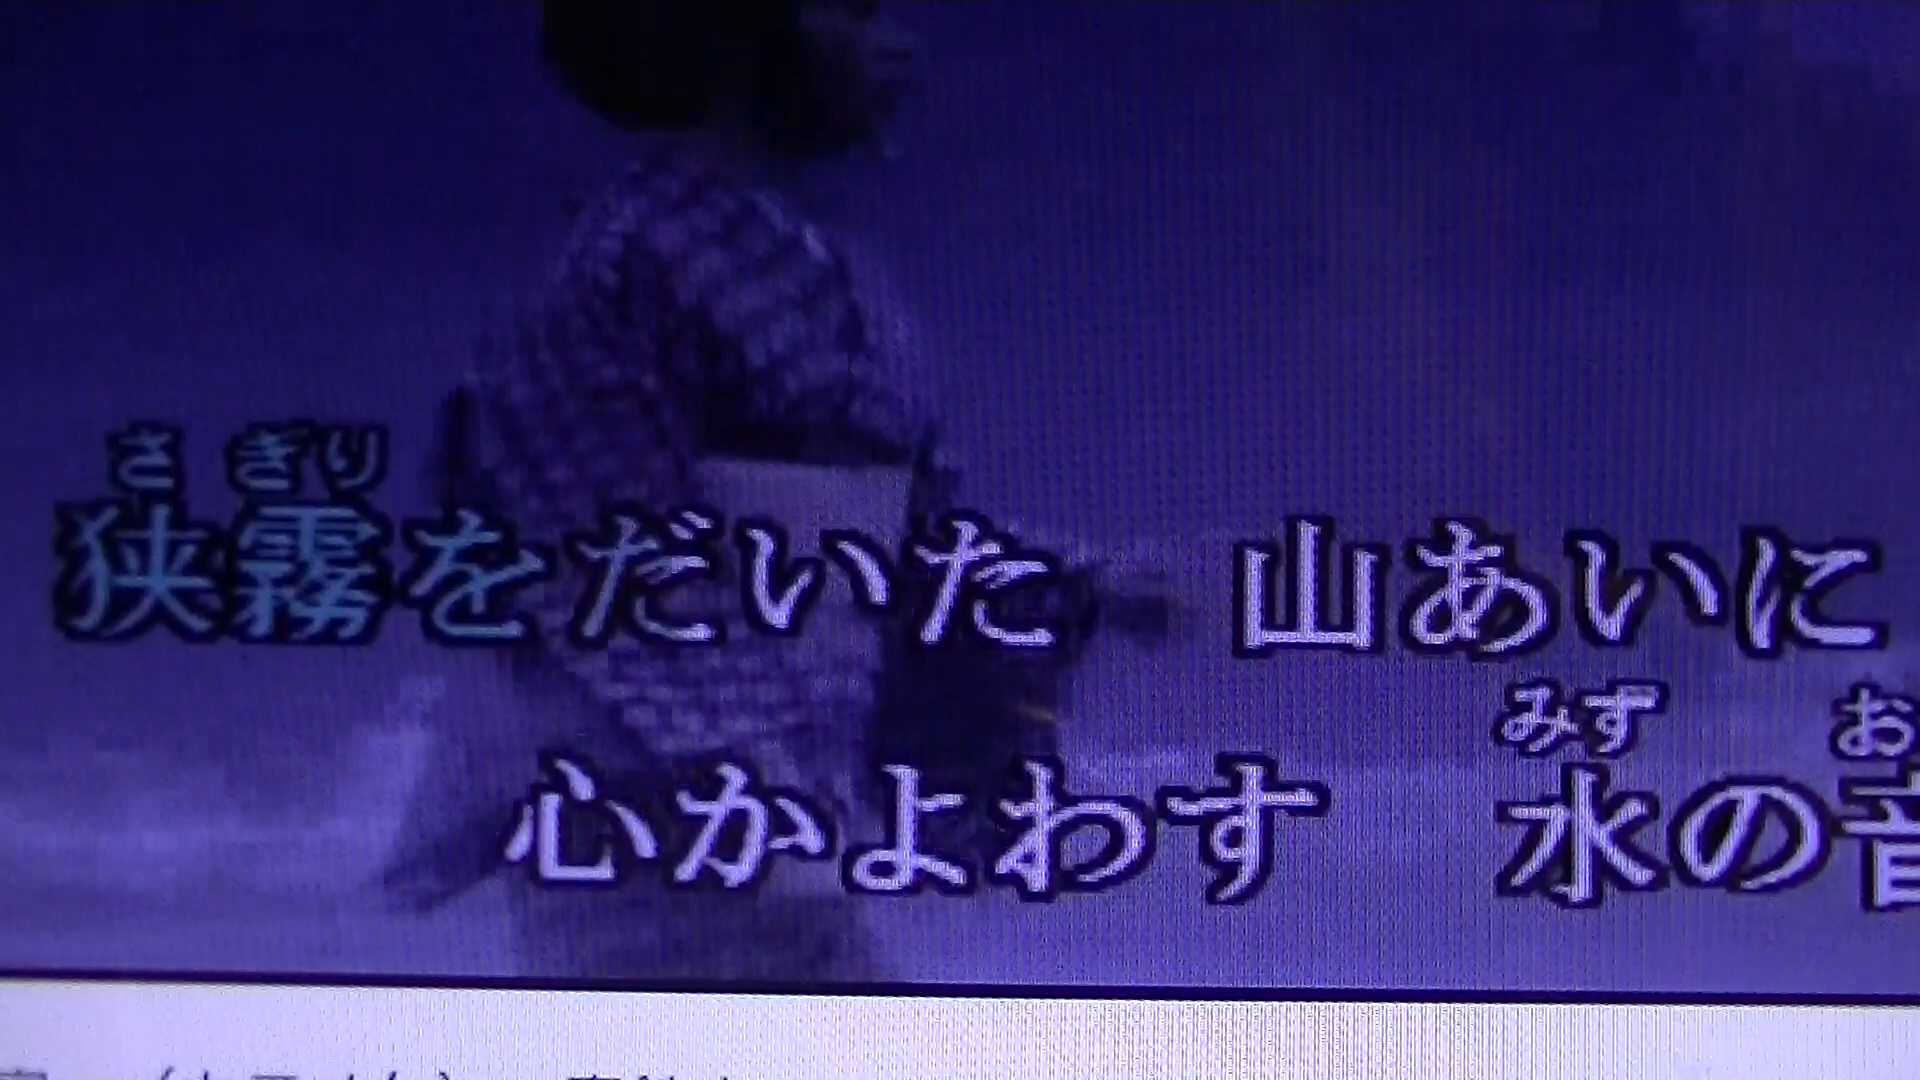 さぎり
狭霧をだいた　山あいに
みず　お
心かよわす　水の音